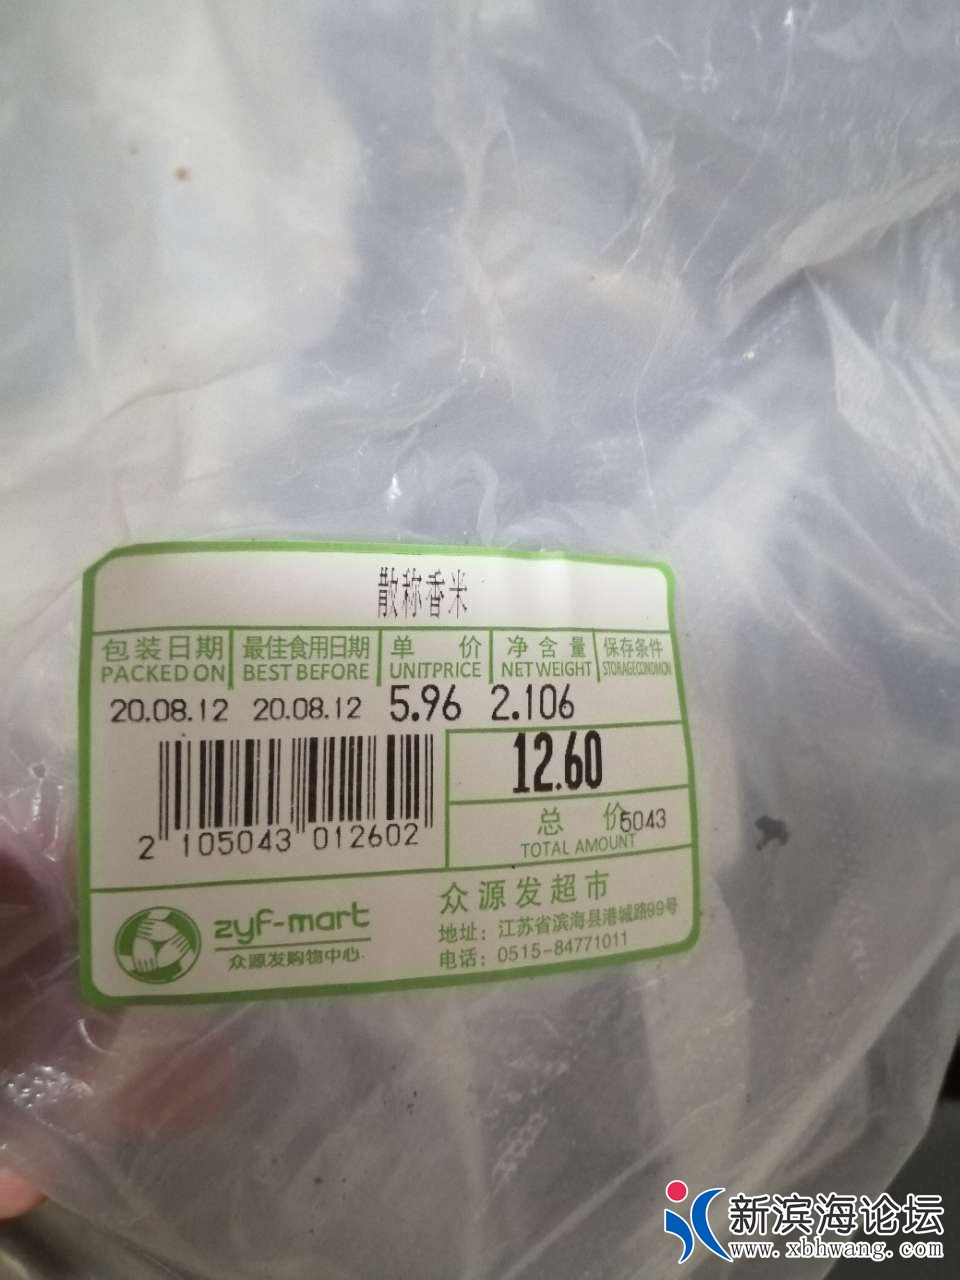 散称香米
包装日期 最佳食用日期 单 价 净含量 保存条件
PACKED ON BEST BEFORE UNITPRICE NET WEIGHT STORAGECONDMON
20.08.12 20.08.12 5.96 2.106
12.60
总 价 5043
TOTAL AMOUNT
2 105043 012602
zyf-mart
众源发购物中心
众源发超市
地址：江苏省滨海县港城路99号
电话：0515-84771011
新滨海论坛
www.xbhwang.com